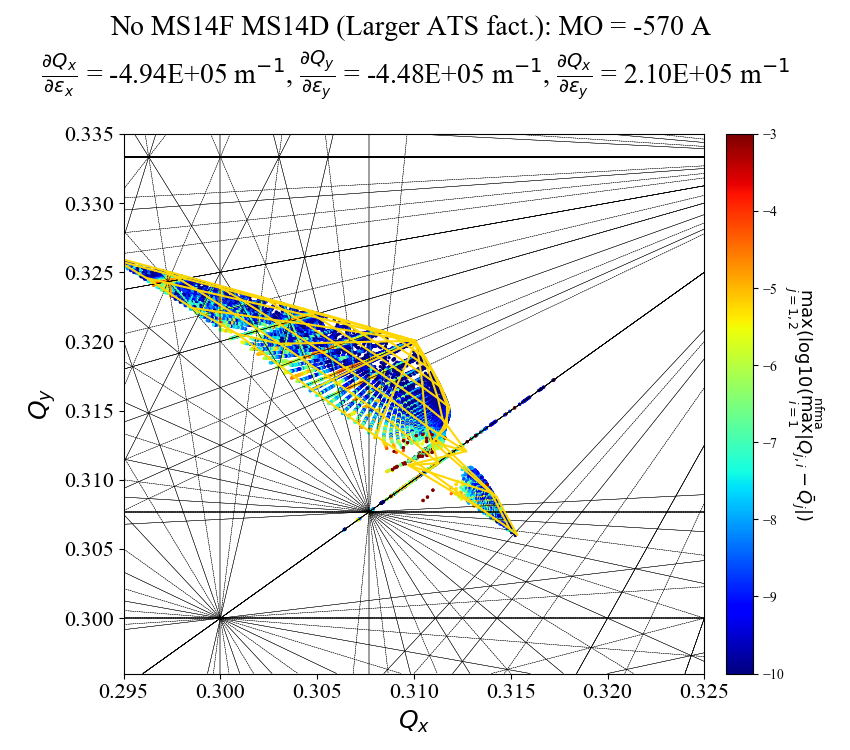 No MS14F MS14D (Larger ATS fact.): MO = -570 A
∂Qx/∂εx = -4.94E+05 m⁻¹, ∂Qy/∂εy = -4.48E+05 m⁻¹, ∂Qx/∂εy = 2.10E+05 m⁻¹
0.335
0.330
0.325
0.320
0.315
0.310
0.305
0.300
Qy
0.295 0.300 0.305 0.310 0.315 0.320 0.325
Qx
−3
−4
−5
−6
−7
−8
−9
−10
max j=1,2 (log10(max i=1 nfma |Qj,i − Q̄j|))